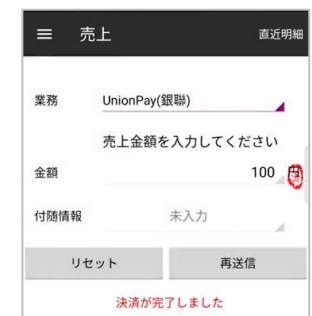 売上 直近明細
業務 UnionPay(銀聯)
売上金額を入力してください
金額 100 円
付随情報 未入力
リセット 再送信
決済が完了しました